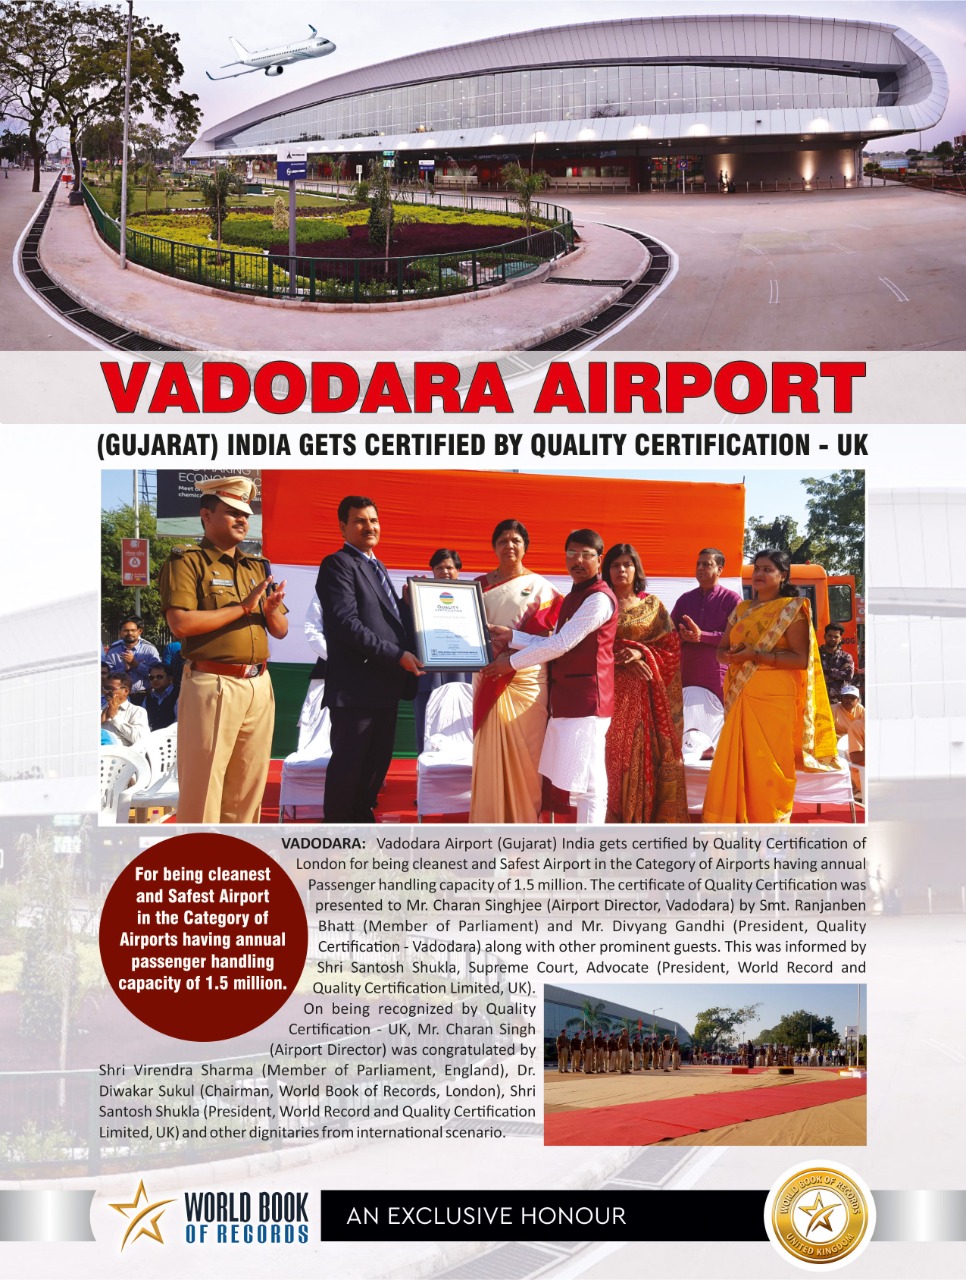 VADODARA AIRPORT
(GUJARAT) INDIA GETS CERTIFIED BY QUALITY CERTIFICATION - UK
QUALITY
CERTIFICATION
For being cleanest
and Safest Airport
in the Category of
Airports having annual
passenger handling
capacity of 1.5 million.
VADODARA: Vadodara Airport (Gujarat) India gets certified by Quality Certification of
London for being cleanest and Safest Airport in the Category of Airports having annual
Passenger handling capacity of 1.5 million. The certificate of Quality Certification was
presented to Mr. Charan Singhjee (Airport Director, Vadodara) by Smt. Ranjanben
Bhatt (Member of Parliament) and Mr. Divyang Gandhi (President, Quality
Certification - Vadodara) along with other prominent guests. This was informed by
Shri Santosh Shukla, Supreme Court, Advocate (President, World Record and
Quality Certification Limited, UK).
On being recognized by Quality
Certification - UK, Mr. Charan Singh
(Airport Director) was congratulated by
Shri Virendra Sharma (Member of Parliament, England), Dr.
Diwakar Sukul (Chairman, World Book of Records, London), Shri
Santosh Shukla (President, World Record and Quality Certification
Limited, UK) and other dignitaries from international scenario.
WORLD BOOK
OF RECORDS
AN EXCLUSIVE HONOUR
WORLD BOOK OF RECORDS
UNITED KINGDOM